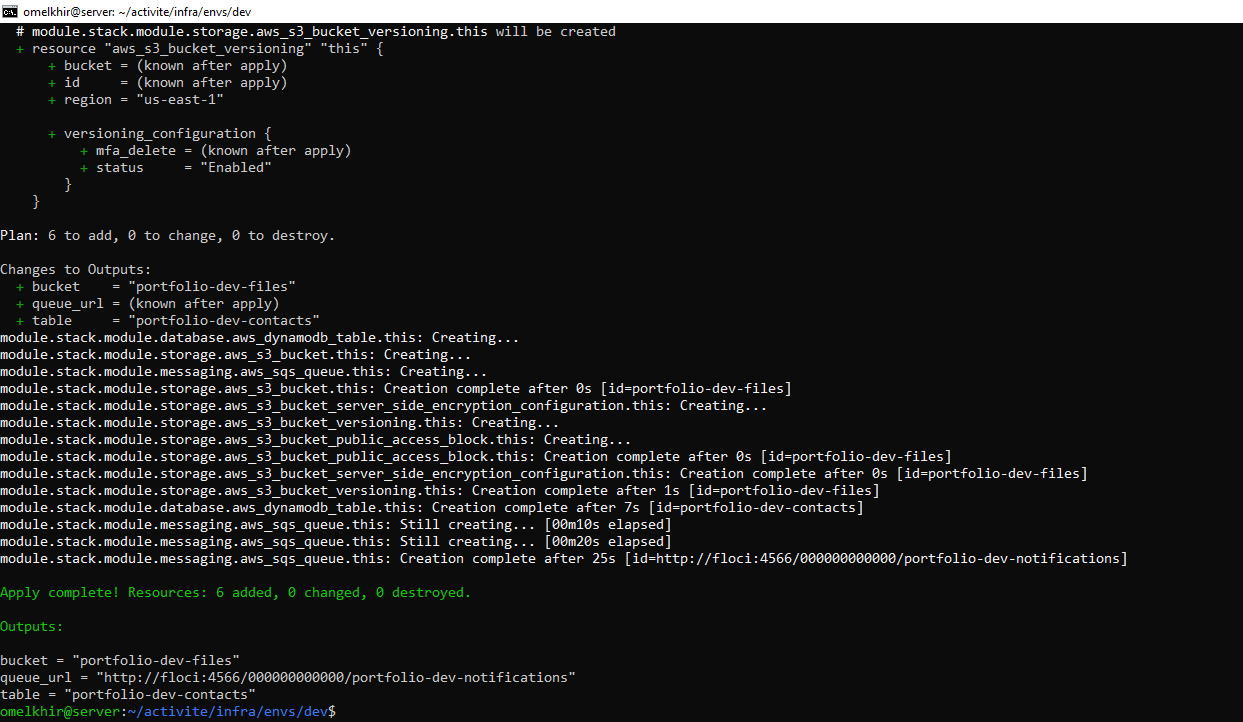 omelkhir@server: ~/activite/infra/envs/dev
# module.stack.module.storage.aws_s3_bucket_versioning.this will be created
+ resource "aws_s3_bucket_versioning" "this" {
+ bucket = (known after apply)
+ id     = (known after apply)
+ region = "us-east-1"
+ versioning_configuration {
+ mfa_delete = (known after apply)
+ status     = "Enabled"
}
}
Plan: 6 to add, 0 to change, 0 to destroy.
Changes to Outputs:
+ bucket    = "portfolio-dev-files"
+ queue_url = (known after apply)
+ table     = "portfolio-dev-contacts"
module.stack.module.database.aws_dynamodb_table.this: Creating...
module.stack.module.storage.aws_s3_bucket.this: Creating...
module.stack.module.messaging.aws_sqs_queue.this: Creating...
module.stack.module.storage.aws_s3_bucket.this: Creation complete after 0s [id=portfolio-dev-files]
module.stack.module.storage.aws_s3_bucket_server_side_encryption_configuration.this: Creating...
module.stack.module.storage.aws_s3_bucket_versioning.this: Creating...
module.stack.module.storage.aws_s3_bucket_public_access_block.this: Creating...
module.stack.module.storage.aws_s3_bucket_public_access_block.this: Creation complete after 0s [id=portfolio-dev-files]
module.stack.module.storage.aws_s3_bucket_server_side_encryption_configuration.this: Creation complete after 0s [id=portfolio-dev-files]
module.stack.module.storage.aws_s3_bucket_versioning.this: Creation complete after 1s [id=portfolio-dev-files]
module.stack.module.database.aws_dynamodb_table.this: Creation complete after 7s [id=portfolio-dev-contacts]
module.stack.module.messaging.aws_sqs_queue.this: Still creating... [00m10s elapsed]
module.stack.module.messaging.aws_sqs_queue.this: Still creating... [00m20s elapsed]
module.stack.module.messaging.aws_sqs_queue.this: Creation complete after 25s [id=http://floci:4566/000000000000/portfolio-dev-notifications]
Apply complete! Resources: 6 added, 0 changed, 0 destroyed.
Outputs:
bucket = "portfolio-dev-files"
queue_url = "http://floci:4566/000000000000/portfolio-dev-notifications"
table = "portfolio-dev-contacts"
omelkhir@server:~/activite/infra/envs/dev$